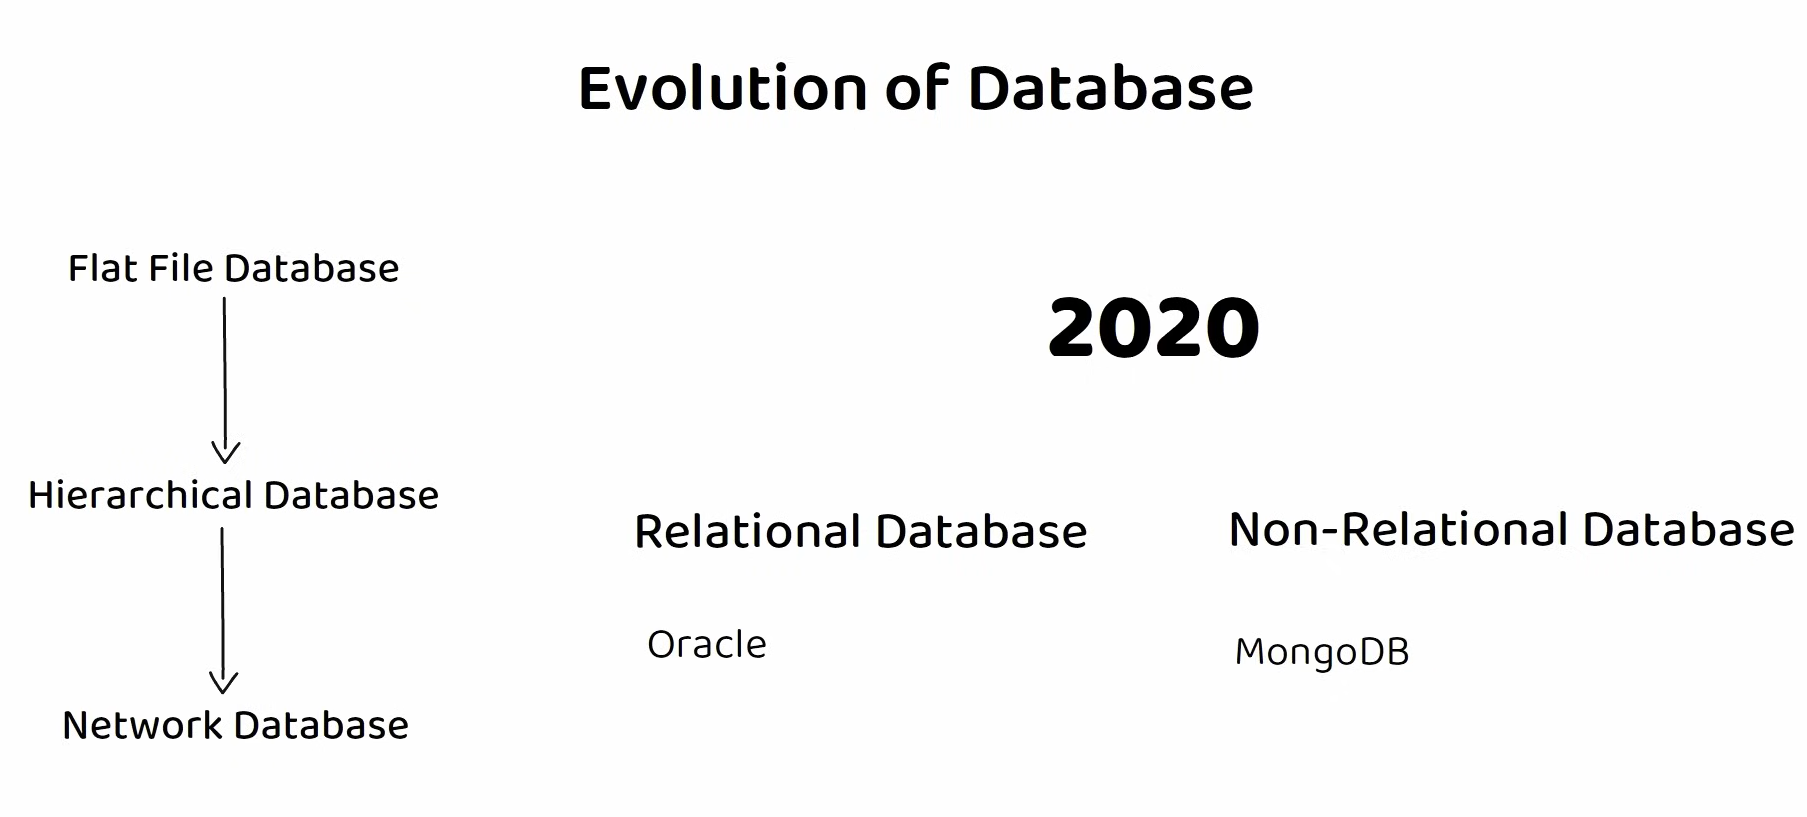 Evolution of Database
Flat File Database
Hierarchical Database
Network Database
2020
Relational Database
Oracle
Non-Relational Database
MongoDB